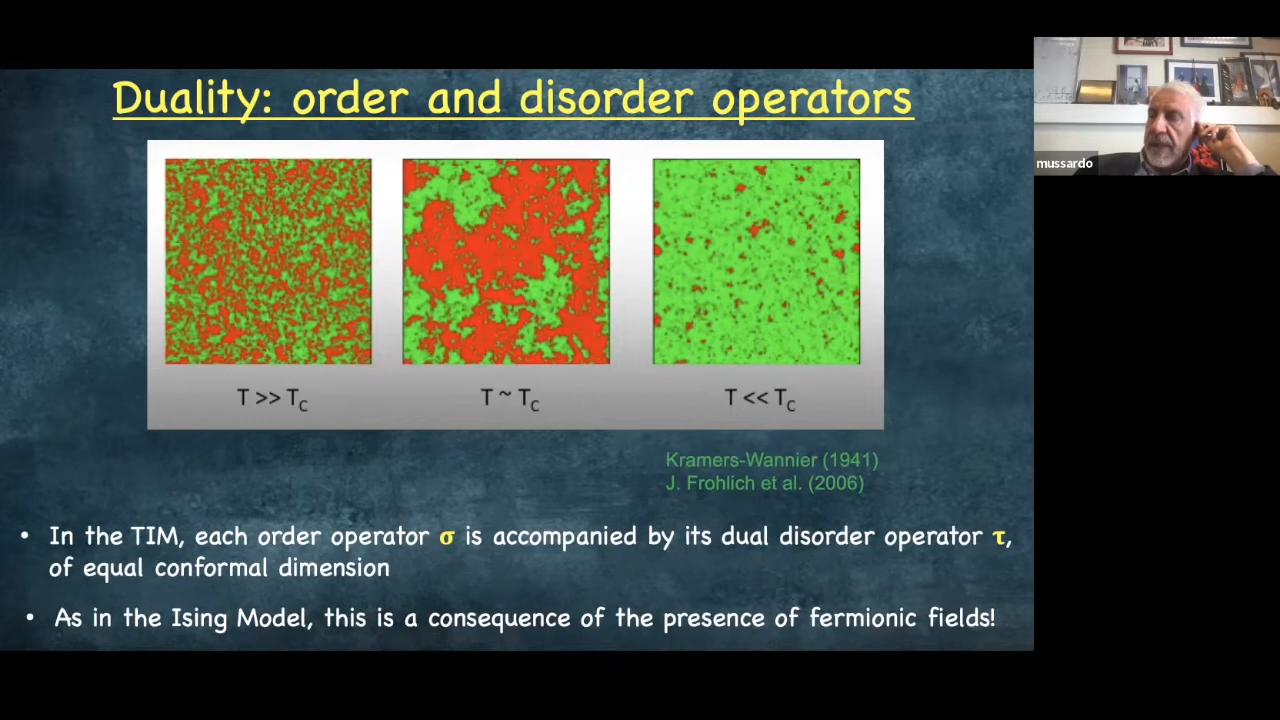 Duality: order and disorder operators
T >> TC
T ~ TC
T << TC
Kramers-Wannier (1941)
J. Frohlich et al. (2006)
• In the TIM, each order operator σ is accompanied by its dual disorder operator τ,
of equal conformal dimension
• As in the Ising Model, this is a consequence of the presence of fermionic fields!
mussardo